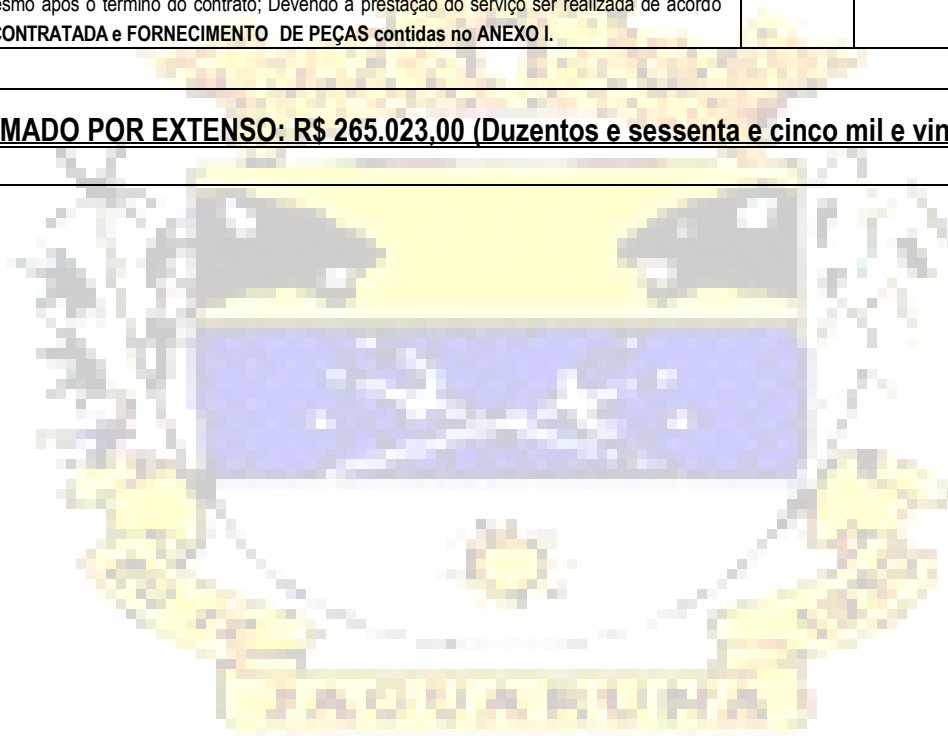 esmo após o término do contrato; Devendo a prestação do serviço ser realizada de acordo
CONTRATADA e FORNECIMENTO DE PEÇAS contidas no ANEXO I.
MADO POR EXTENSO: R$ 265.023,00 (Duzentos e sessenta e cinco mil e vin
JAGUARUNA